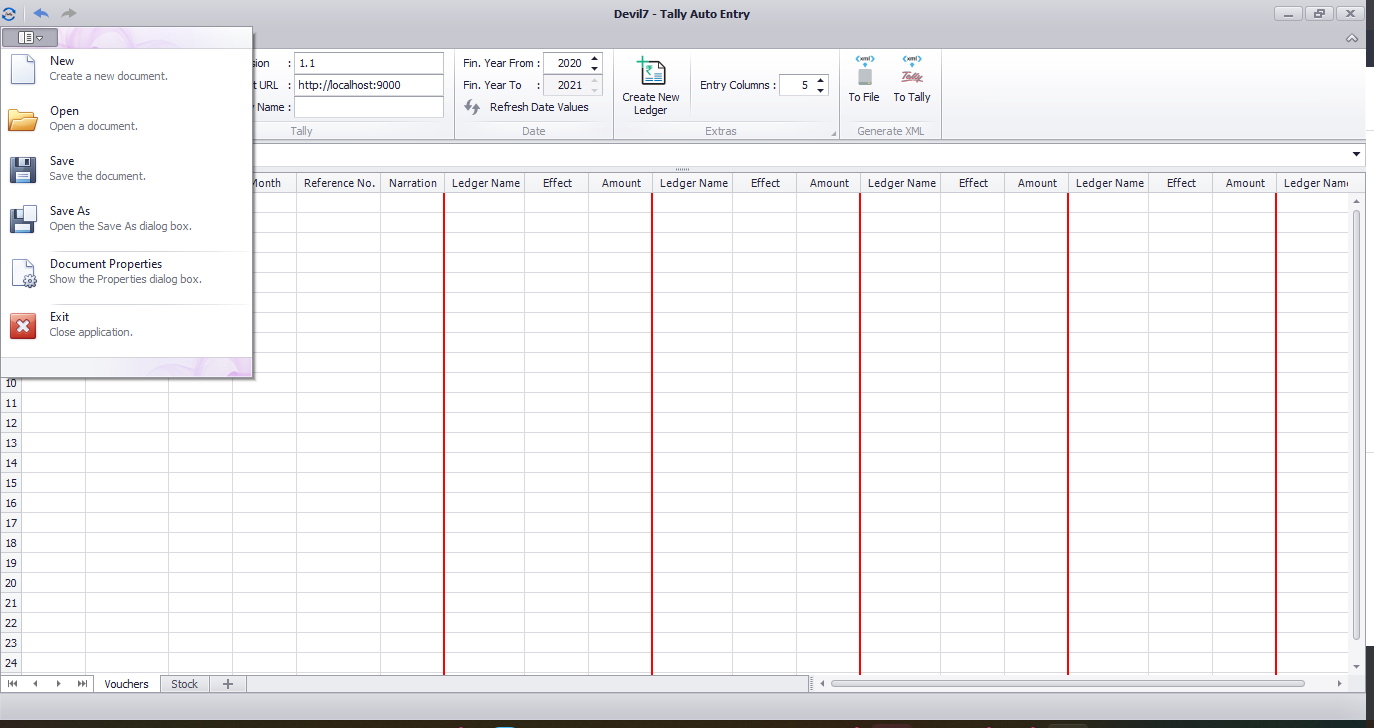 Devil7 - Tally Auto Entry
New
Create a new document.
Open
Open a document.
Save
Save the document.
Save As
Open the Save As dialog box.
Document Properties
Show the Properties dialog box.
Exit
Close application.
sion : 1.1
t URL : http://localhost:9000
y Name :
Tally
Fin. Year From : 2020
Fin. Year To : 2021
Refresh Date Values
Date
Create New
Ledger
Entry Columns : 5
Extras
To File To Tally
Generate XML
Month Reference No. Narration Ledger Name Effect Amount Ledger Name Effect Amount Ledger Name Effect Amount Ledger Name Effect Amount Ledger Name
10
11
12
13
14
15
16
17
18
19
20
21
22
23
24
Vouchers Stock